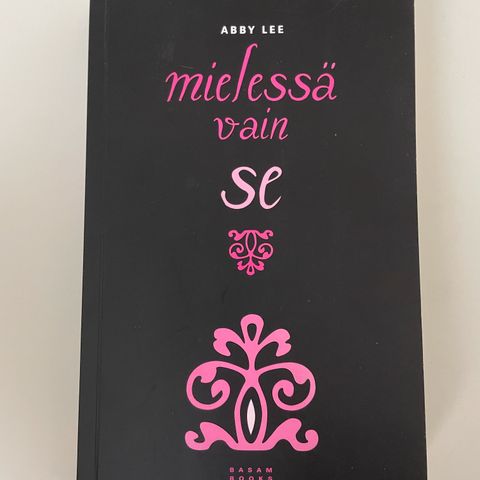 ABBY LEE
mielessä
vain
se
BASAM
BOOKS